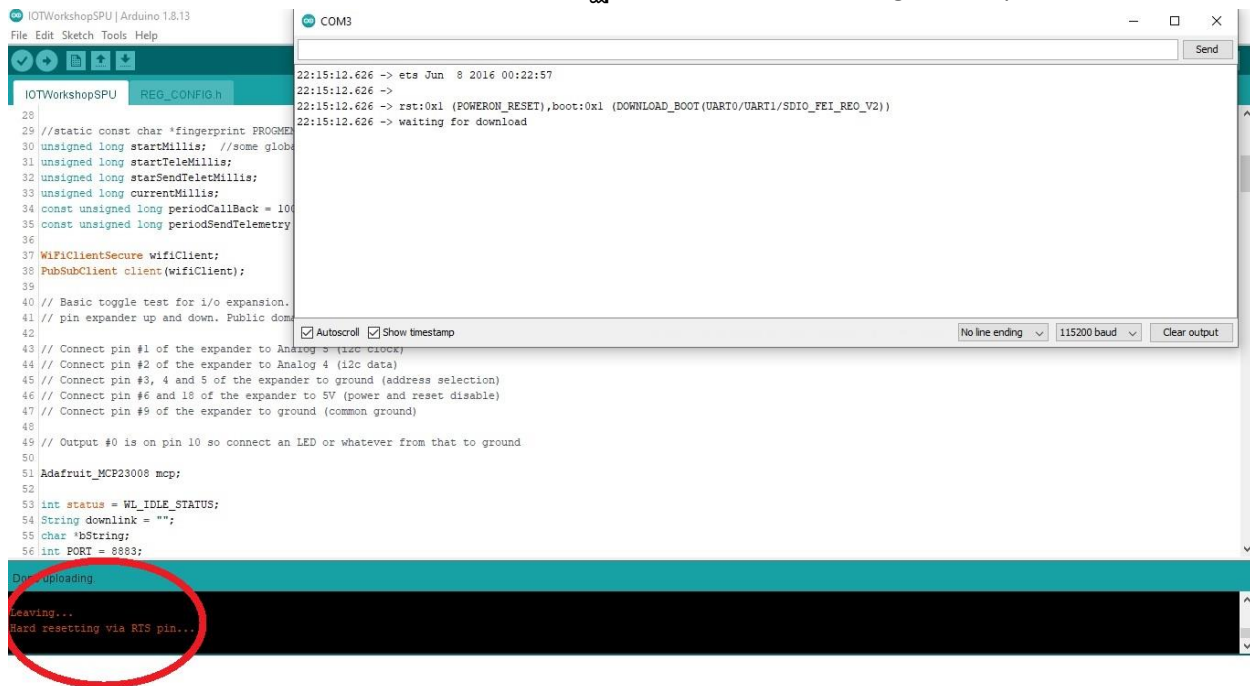 IOTWorkshopSPU | Arduino 1.8.13
File Edit Sketch Tools Help
IOTWorkshopSPU REG_CONFIG.h
COM3
Send
22:15:12.626 -> ets Jun 8 2016 00:22:57
22:15:12.626 ->
22:15:12.626 -> rst:0x1 (POWERON_RESET),boot:0x1 (DOWNLOAD_BOOT(UART0/UART1/SDIO_FEI_REO_V2))
22:15:12.626 -> waiting for download
Autoscroll Show timestamp No line ending 115200 baud Clear output
28
29 //static const char *fingerprint PROGMEM
30 unsigned long startMillis; //some globa
31 unsigned long startTeleMillis;
32 unsigned long starSendTeletMillis;
33 unsigned long currentMillis;
34 const unsigned long periodCallBack = 100
35 const unsigned long periodSendTelemetry
36
37 WiFiClientSecure wifiClient;
38 PubSubClient client(wifiClient);
39
40 // Basic toggle test for i/o expansion.
41 // pin expander up and down. Public doma
42
43 // Connect pin #1 of the expander to Analog 5 (i2c clock)
44 // Connect pin #2 of the expander to Analog 4 (i2c data)
45 // Connect pin #3, 4 and 5 of the expander to ground (address selection)
46 // Connect pin #6 and 18 of the expander to 5V (power and reset disable)
47 // Connect pin #9 of the expander to ground (common ground)
48
49 // Output #0 is on pin 10 so connect an LED or whatever from that to ground
50
51 Adafruit_MCP23008 mcp;
52
53 int status = WL_IDLE_STATUS;
54 String downlink = "";
55 char *bString;
56 int PORT = 8883;
Done uploading.
Leaving...
Hard resetting via RTS pin...